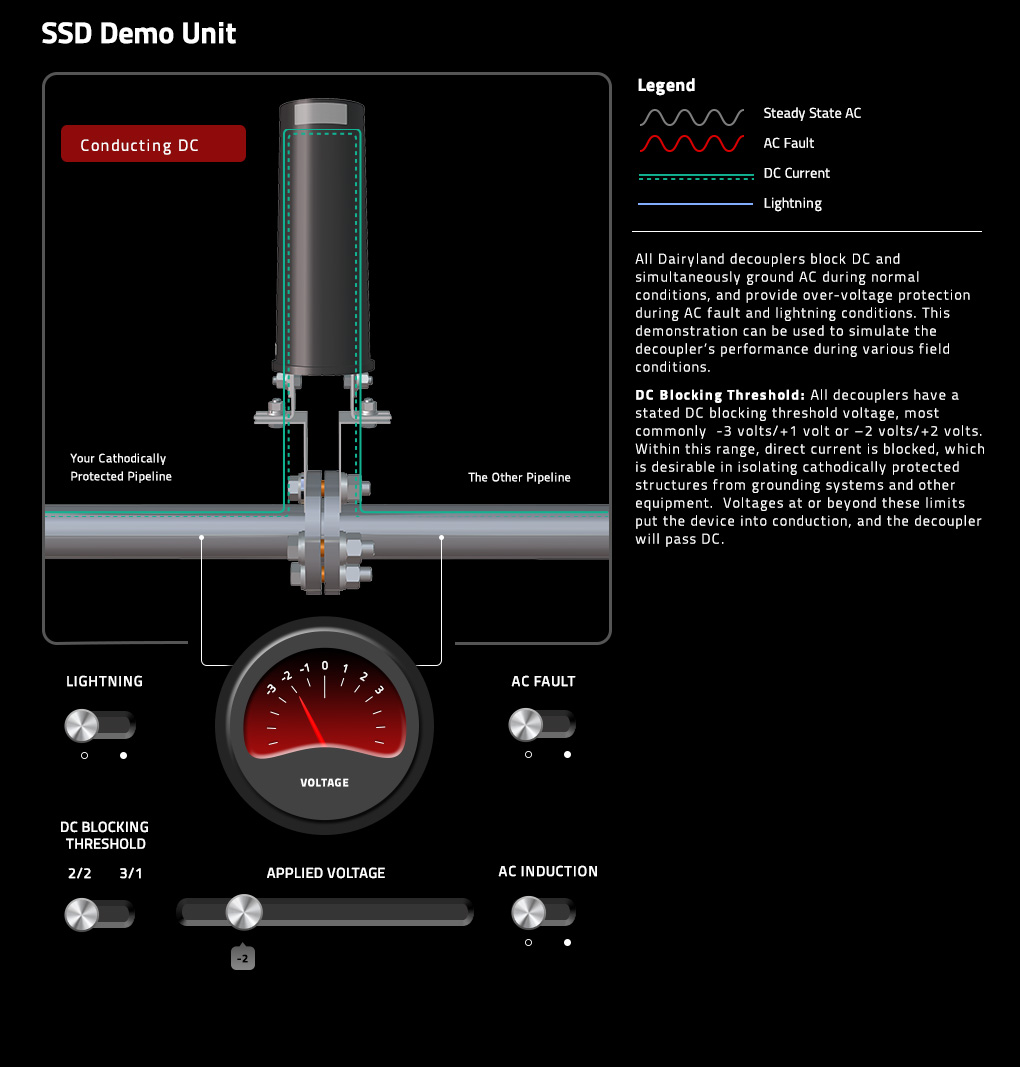 SSD Demo Unit
Conducting DC
Your Cathodically
Protected Pipeline
The Other Pipeline
Legend
Steady State AC
AC Fault
DC Current
Lightning
All Dairyland decouplers block DC and
simultaneously ground AC during normal
conditions, and provide over-voltage protection
during AC fault and lightning conditions. This
demonstration can be used to simulate the
decoupler's performance during various field
conditions.
DC Blocking Threshold: All decouplers have a
stated DC blocking threshold voltage, most
commonly  -3 volts/+1 volt or –2 volts/+2 volts.
Within this range, direct current is blocked, which
is desirable in isolating cathodically protected
structures from grounding systems and other
equipment.  Voltages at or beyond these limits
put the device into conduction, and the decoupler
will pass DC.
LIGHTNING
-3 -2 -1 0 1 2 3
VOLTAGE
AC FAULT
DC BLOCKING
THRESHOLD
2/2 3/1
APPLIED VOLTAGE
-2
AC INDUCTION